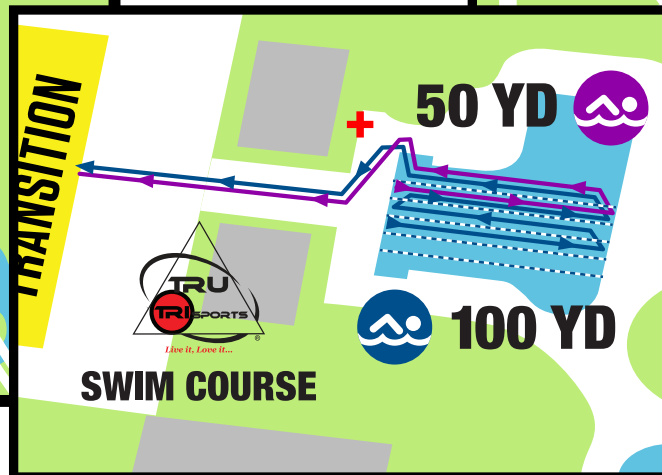 50 YD
TRANSITION
TRU
TRI SPORTS
®
Live it, Love it...
100 YD
SWIM COURSE